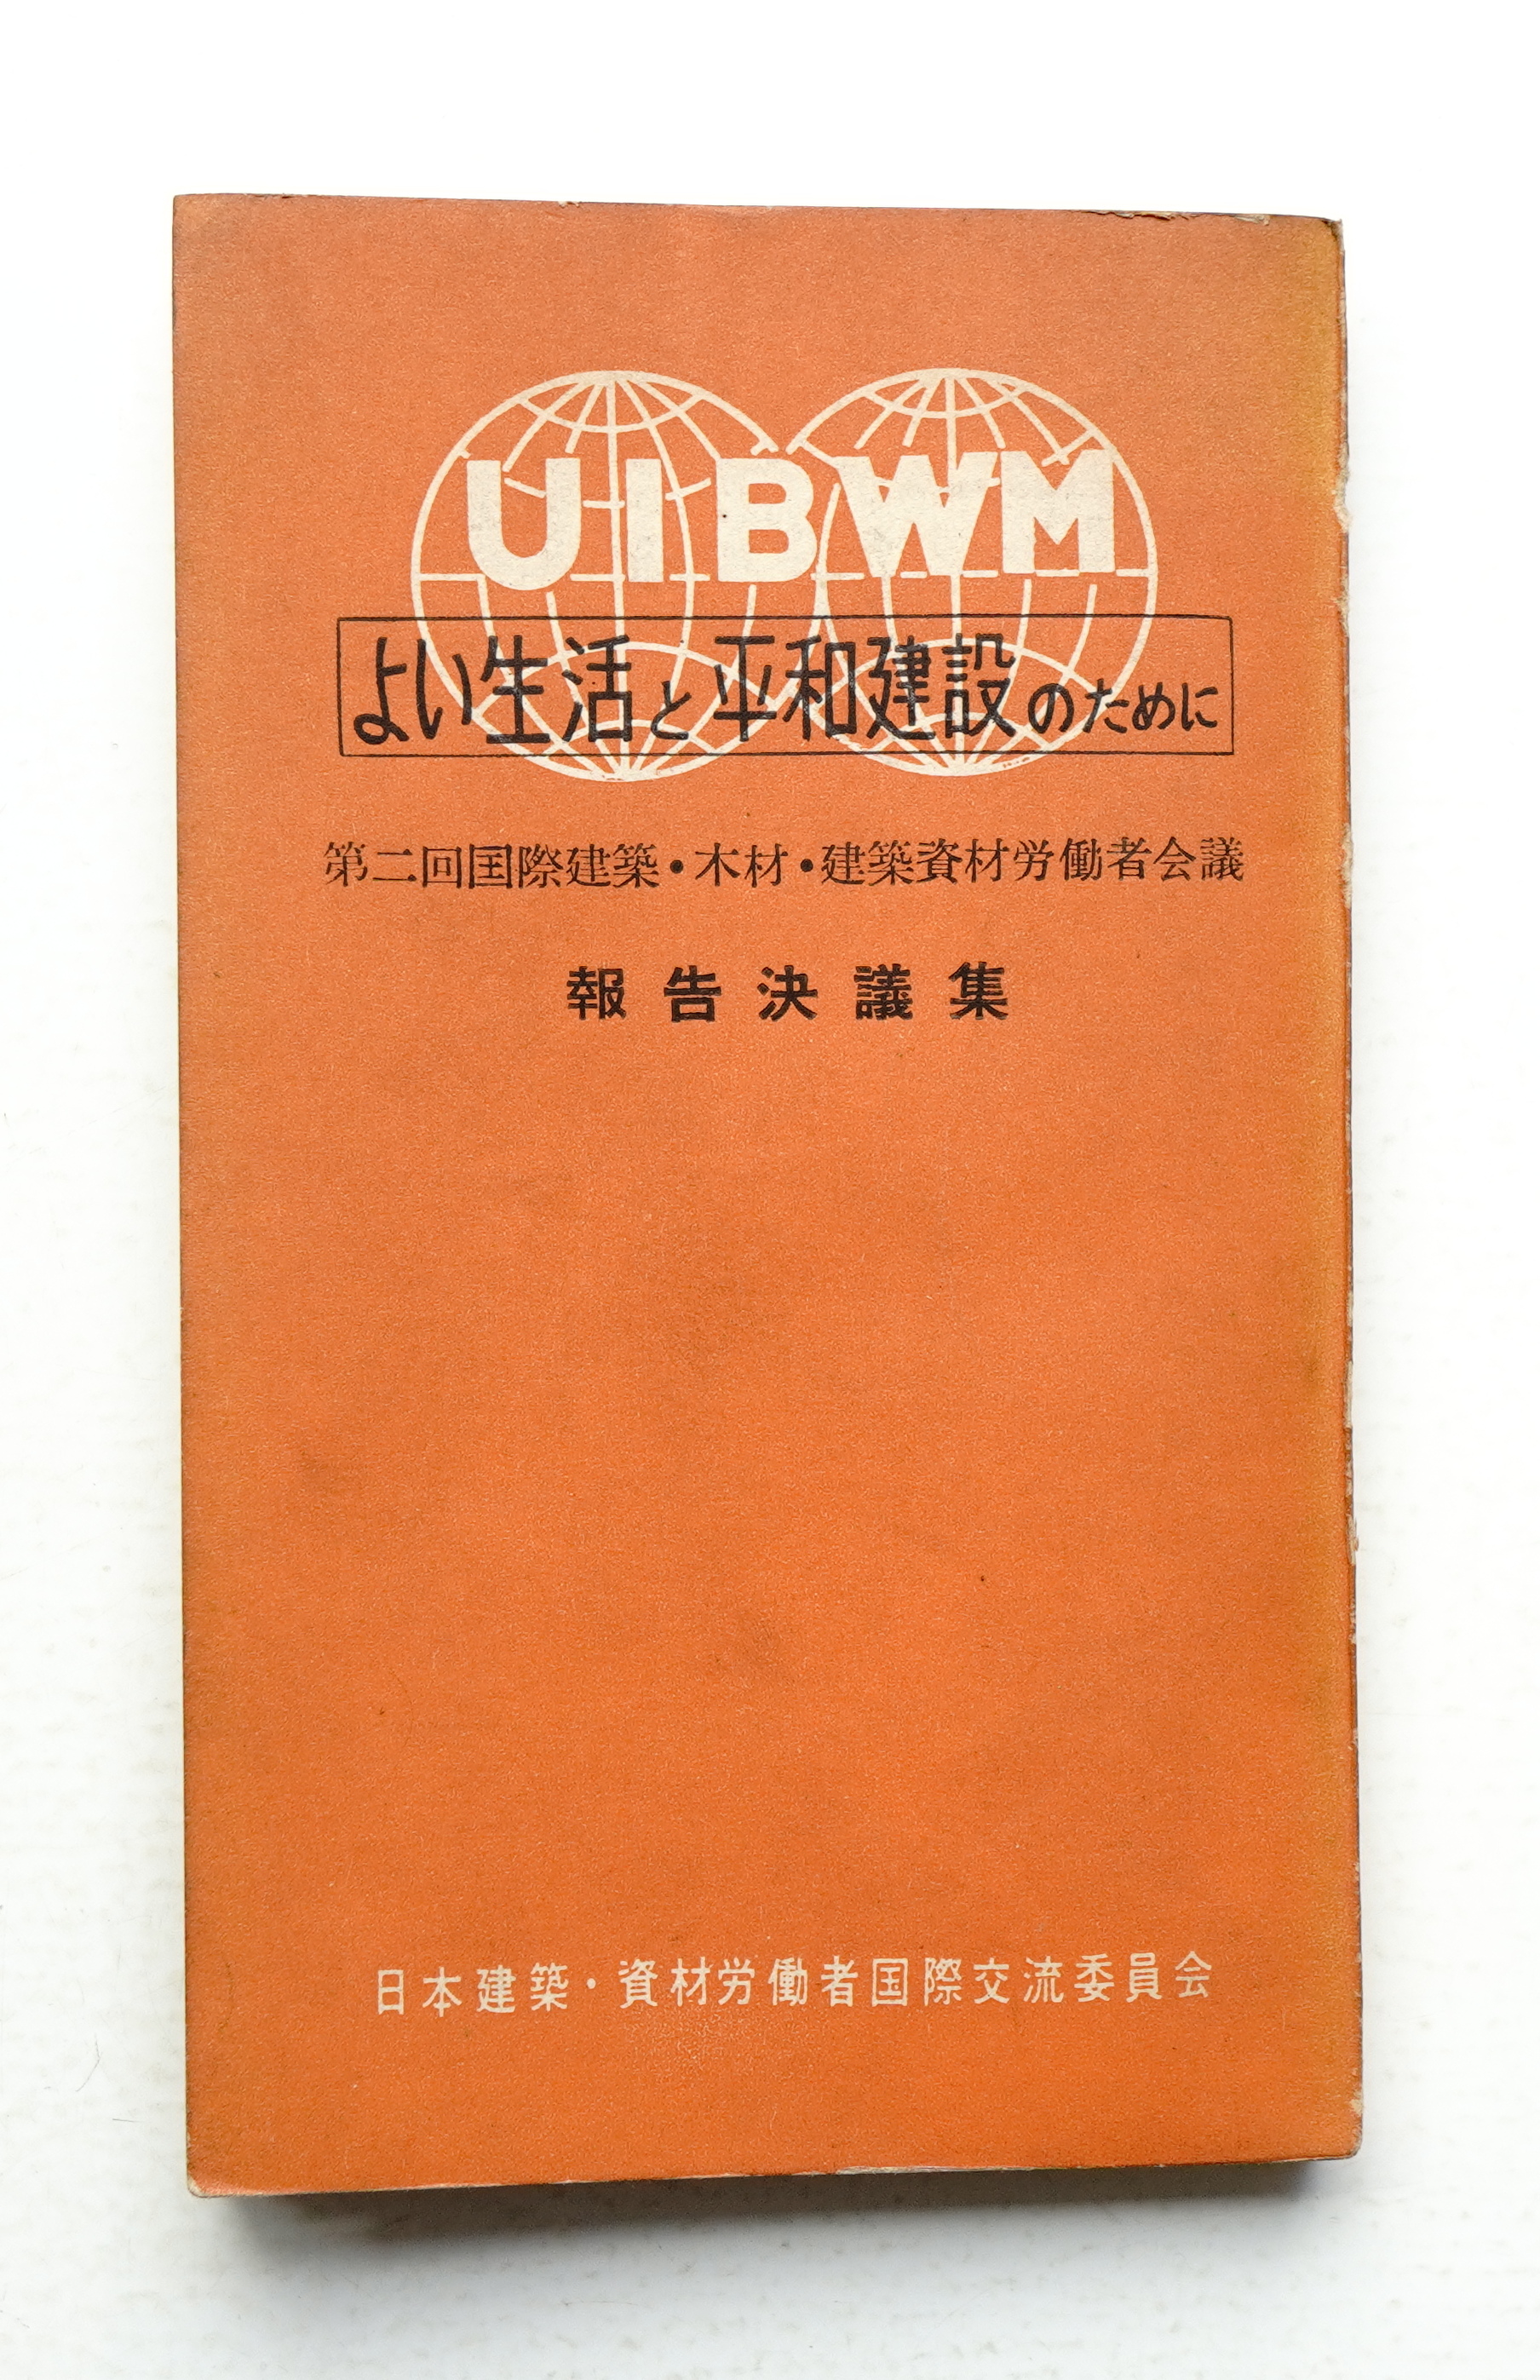 UIBWM
よい生活と平和建設のために
第二回国際建築・木材・建築資材労働者会議
報告決議集
日本建築・資材労働者国際交流委員会